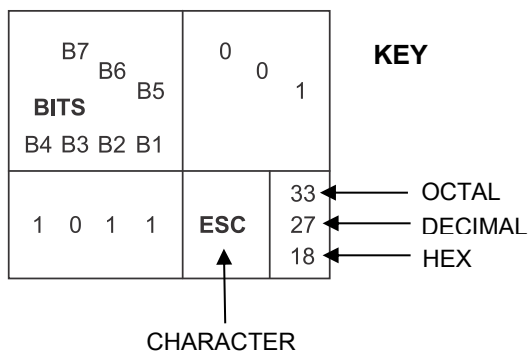 B7 0 KEY
B6 0
B5 1
BITS
B4 B3 B2 B1
33 OCTAL
1 0 1 1 ESC 27 DECIMAL
18 HEX
CHARACTER